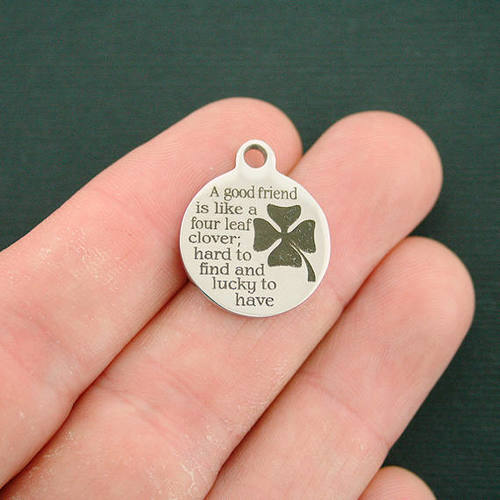 A good friend
is like a
four leaf
clover;
hard to
find and
lucky to
have